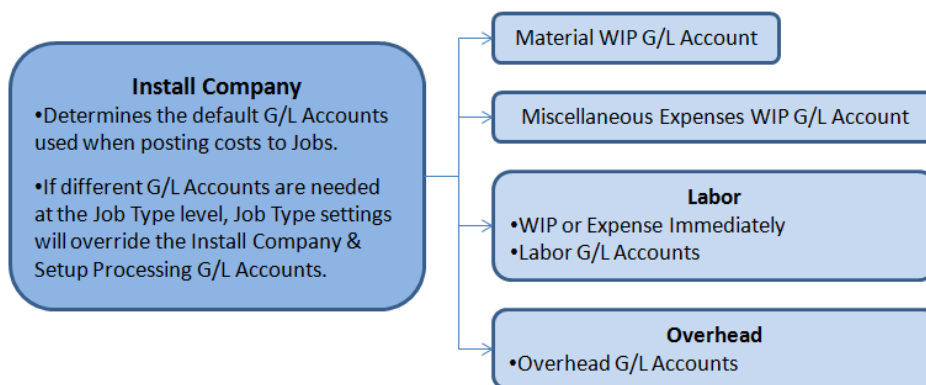 Install Company
•Determines the default G/L Accounts
used when posting costs to Jobs.
•If different G/L Accounts are needed
at the Job Type level, Job Type settings
will override the Install Company &
Setup Processing G/L Accounts.
Material WIP G/L Account
Miscellaneous Expenses WIP G/L Account
Labor
•WIP or Expense Immediately
•Labor G/L Accounts
Overhead
•Overhead G/L Accounts